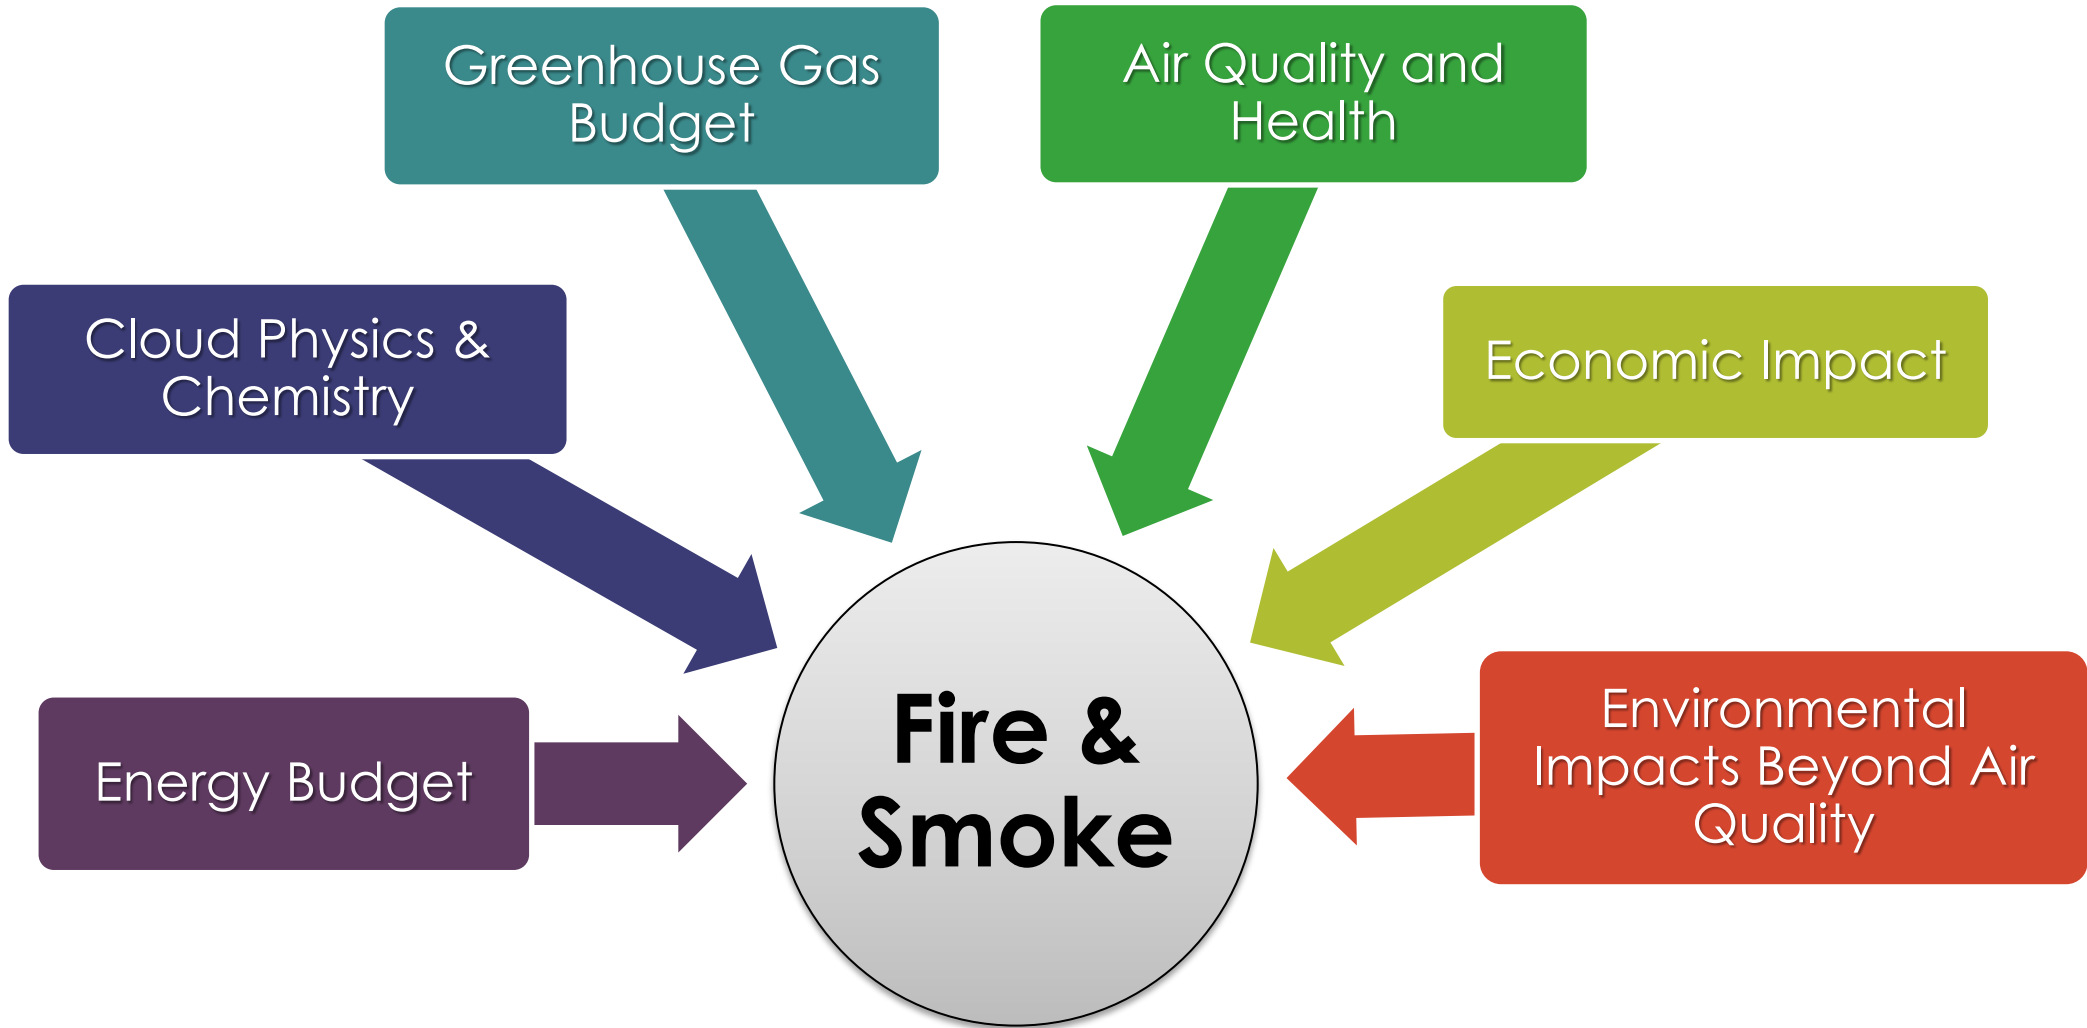 Greenhouse Gas
Budget
Air Quality and
Health
Cloud Physics &
Chemistry
Economic Impact
Energy Budget
Fire &
Smoke
Environmental
Impacts Beyond Air
Quality